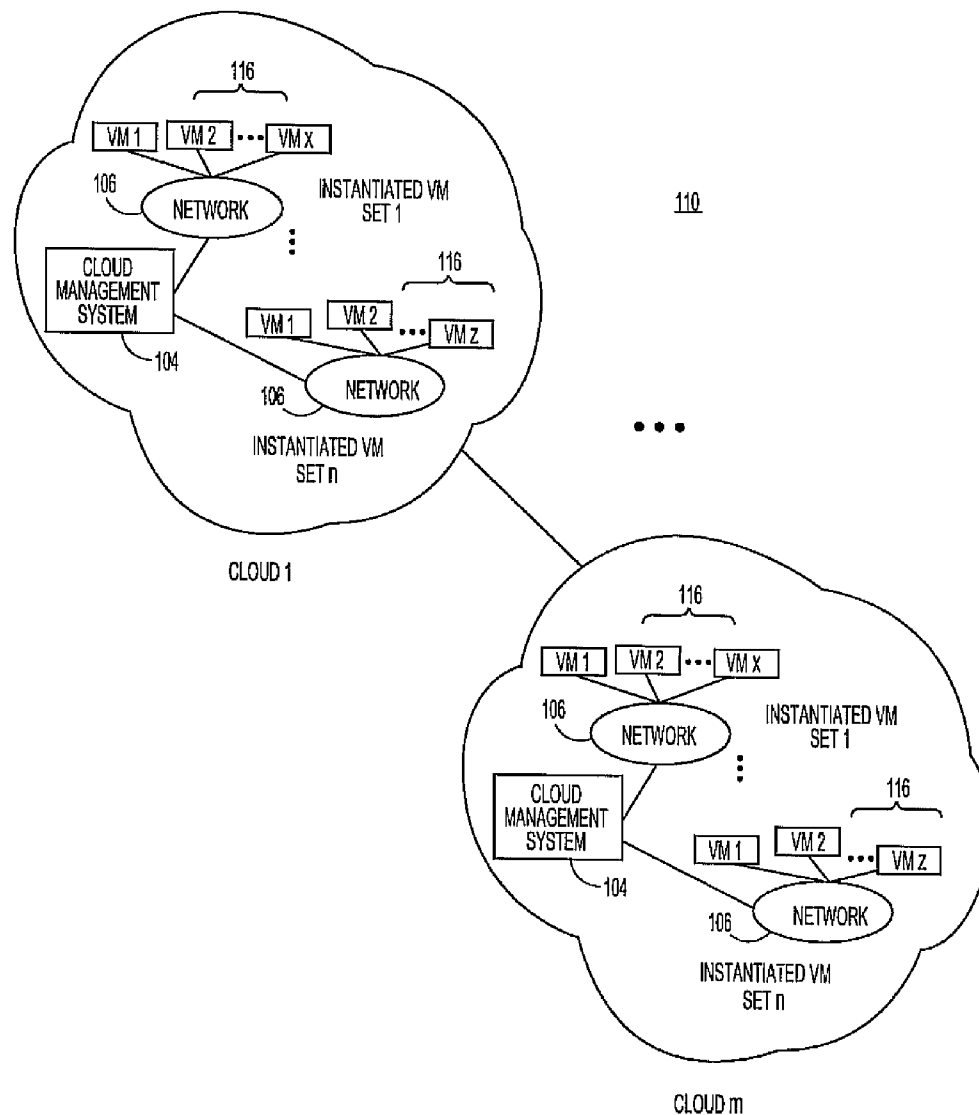 116
VM 1
VM 2
VM X
106
NETWORK
INSTANTIATED VM
SET 1
110
CLOUD
MANAGEMENT
SYSTEM
104
116
VM 1
VM 2
VM Z
106
NETWORK
INSTANTIATED VM
SET n
CLOUD 1
116
VM 1
VM 2
VM X
106
NETWORK
INSTANTIATED VM
SET 1
CLOUD
MANAGEMENT
SYSTEM
104
116
VM 1
VM 2
VM Z
106
NETWORK
INSTANTIATED VM
SET n
CLOUD m